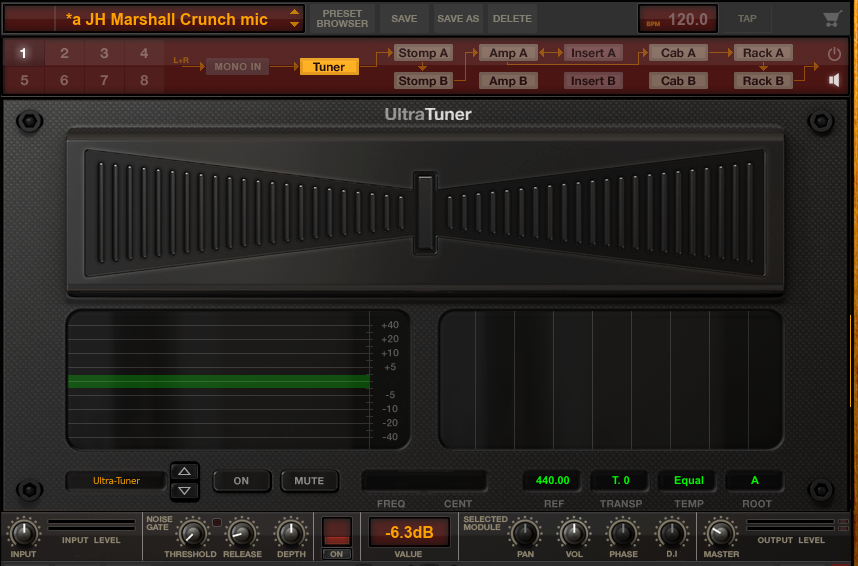 *a JH Marshall Crunch mic
PRESET
BROWSER
SAVE
SAVE AS
DELETE
BPM 120.0
TAP
1 2 3 4
5 6 7 8
L+R
MONO IN
Tuner
Stomp A
Amp A
Insert A
Cab A
Rack A
Stomp B
Amp B
Insert B
Cab B
Rack B
UltraTuner
+40
+20
+10
+5
-5
-10
-20
-40
Ultra-Tuner
ON
MUTE
440.00
T. 0
Equal
A
FREQ
CENT
REF
TRANSP
TEMP
ROOT
INPUT
INPUT LEVEL
NOISE
GATE
THRESHOLD
RELEASE
DEPTH
ON
-6.3dB
VALUE
SELECTED
MODULE
PAN
VOL
PHASE
D.I
MASTER
OUTPUT LEVEL